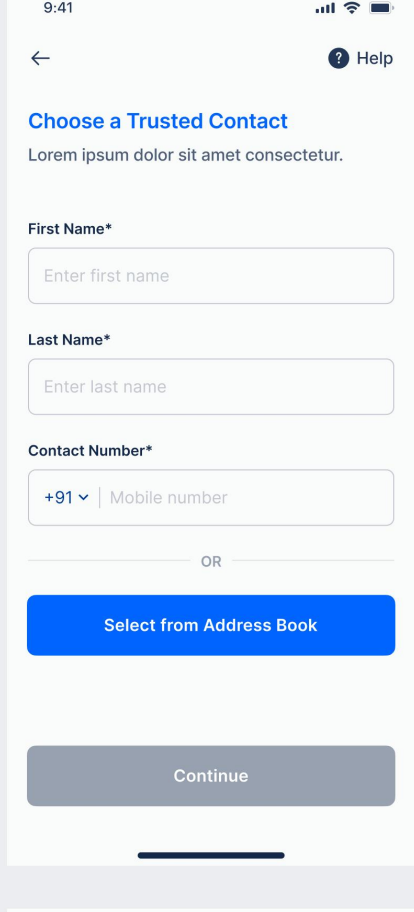 9:41
? Help
Choose a Trusted Contact
Lorem ipsum dolor sit amet consectetur.
First Name*
Enter first name
Last Name*
Enter last name
Contact Number*
+91 Mobile number
OR
Select from Address Book
Continue